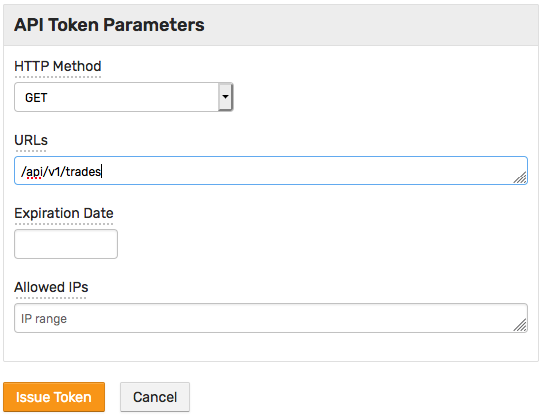 API Token Parameters
HTTP Method
GET
URLs
/api/v1/trades
Expiration Date
Allowed IPs
IP range
Issue Token
Cancel